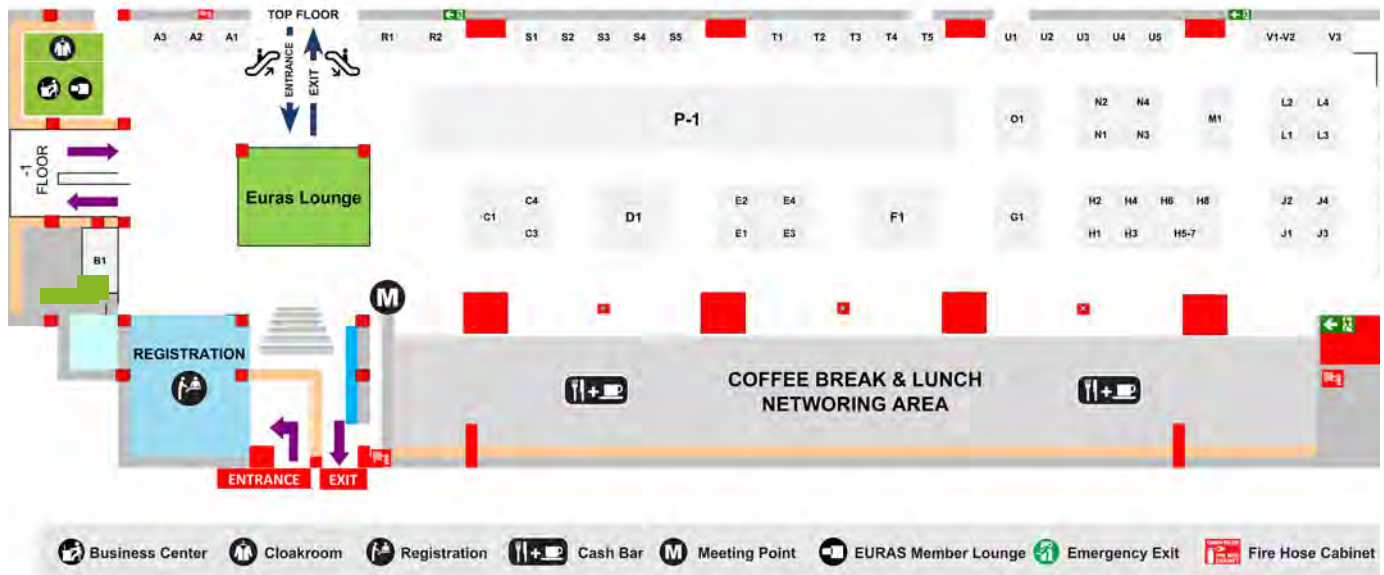 TOP FLOOR
A3 A2 A1 R1 R2 S1 S2 S3 S4 S5 T1 T2 T3 T4 T5 U1 U2 U3 U4 U5 V1-V2 V3
ENTRANCE
EXIT
P-1
O1
N2 N4
N1 N3
M1
L2 L4
L1 L3
-1
FLOOR
Euras Lounge
C1
C4
C3
D1
E2 E4
E1 E3
F1
G1
H2 H4 H6 H8
H1 H3 H5-7
J2 J4
J1 J3
B1
M
REGISTRATION
COFFEE BREAK & LUNCH
NETWORING AREA
ENTRANCE EXIT
Business Center Cloakroom Registration Cash Bar M Meeting Point EURAS Member Lounge Emergency Exit Fire Hose Cabinet